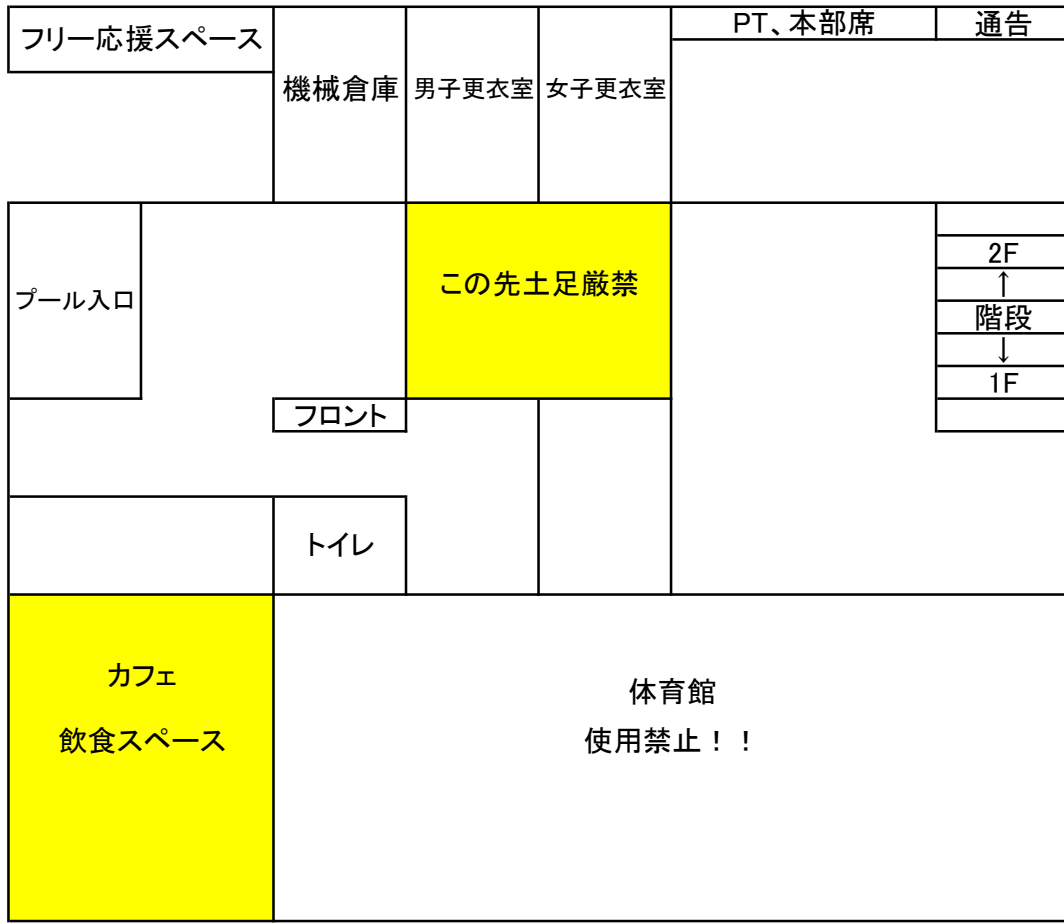 フリー応援スペース
機械倉庫
男子更衣室
女子更衣室
PT、本部席
通告
プール入口
この先土足厳禁
2F
↑
階段
↓
1F
フロント
トイレ
カフェ
飲食スペース
体育館
使用禁止！！